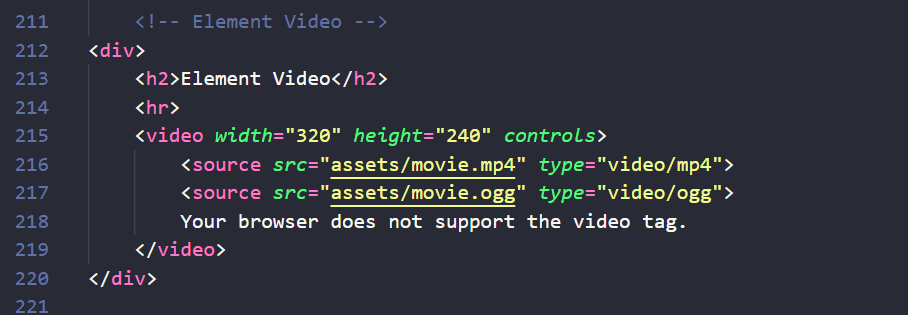 211 <!-- Element Video -->
212 <div>
213 <h2>Element Video</h2>
214 <hr>
215 <video width="320" height="240" controls>
216 <source src="assets/movie.mp4" type="video/mp4">
217 <source src="assets/movie.ogg" type="video/ogg">
218 Your browser does not support the video tag.
219 </video>
220 </div>
221